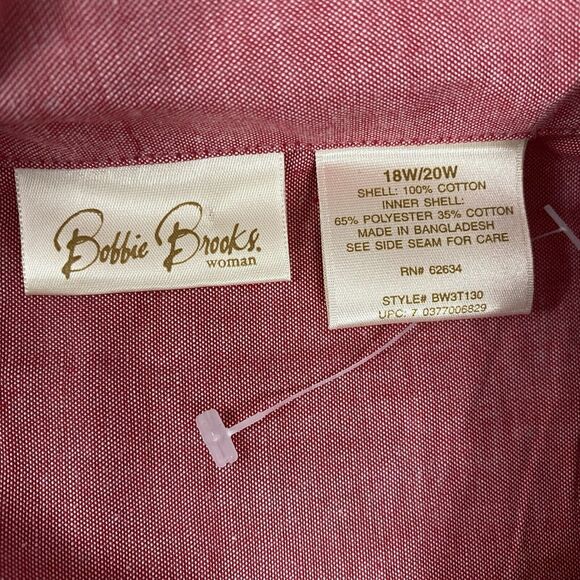 Bobbie Brooks.
woman
18W/20W
SHELL: 100% COTTON
INNER SHELL:
65% POLYESTER 35% COTTON
MADE IN BANGLADESH
SEE SIDE SEAM FOR CARE
RN# 62634
STYLE# BW3T130
UPC: 7 0377006829